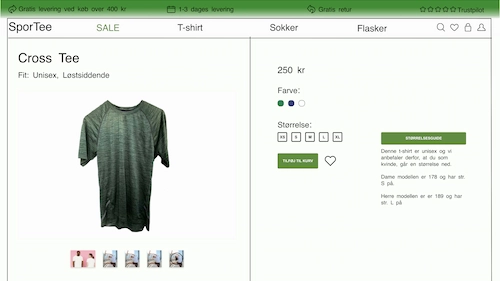 Gratis levering ved køb over 400 kr
1-3 dages levering
Gratis retur
Trustpilot
SporTee
SALE
T-shirt
Sokker
Flasker
Cross Tee
Fit: Unisex, Løstsiddende
250 kr
Farve:
Størrelse:
XS S M L XL
TILFØJ TIL KURV
STØRRELSESGUIDE
Denne t-shirt er unisex og vi
anbefaler derfor, at du som
kvinde, går en størrelse ned.
Dame modellen er 178 og har str.
S på.
Herre modellen er er 189 og har
str. L på